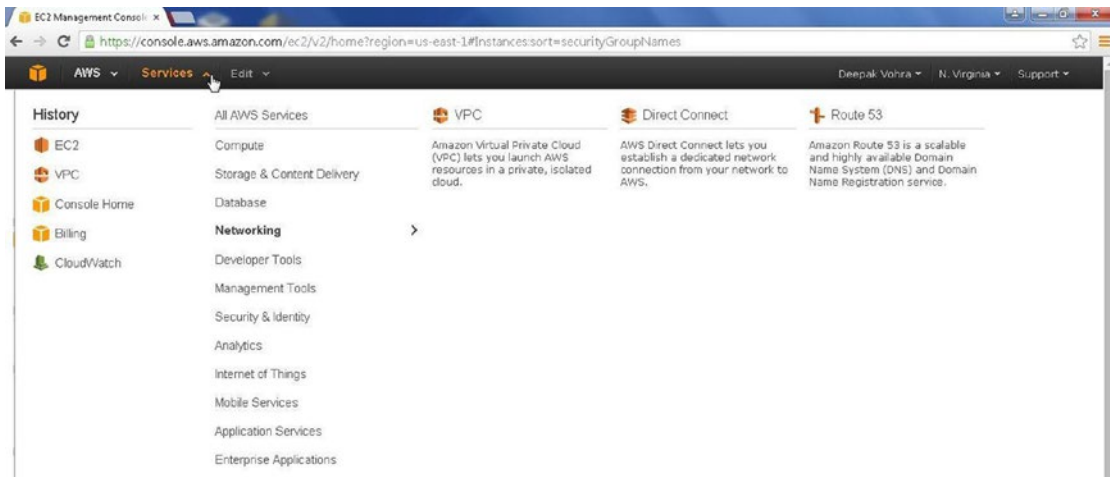 EC2 Management Consol
https://console.aws.amazon.com/ec2/v2/home?region=us-east-1#Instances:sort=securityGroupNames
AWS Services Edit Deepak Vohra N. Virginia Support
History
EC2
VPC
Console Home
Billing
CloudWatch
All AWS Services
Compute
Storage & Content Delivery
Database
Networking
Developer Tools
Management Tools
Security & Identity
Analytics
Internet of Things
Mobile Services
Application Services
Enterprise Applications
VPC
Amazon Virtual Private Cloud
(VPC) lets you launch AWS
resources in a private, isolated
cloud.
Direct Connect
AWS Direct Connect lets you
establish a dedicated network
connection from your network to
AWS.
Route 53
Amazon Route 53 is a scalable
and highly available Domain
Name System (DNS) and Domain
Name Registration service.